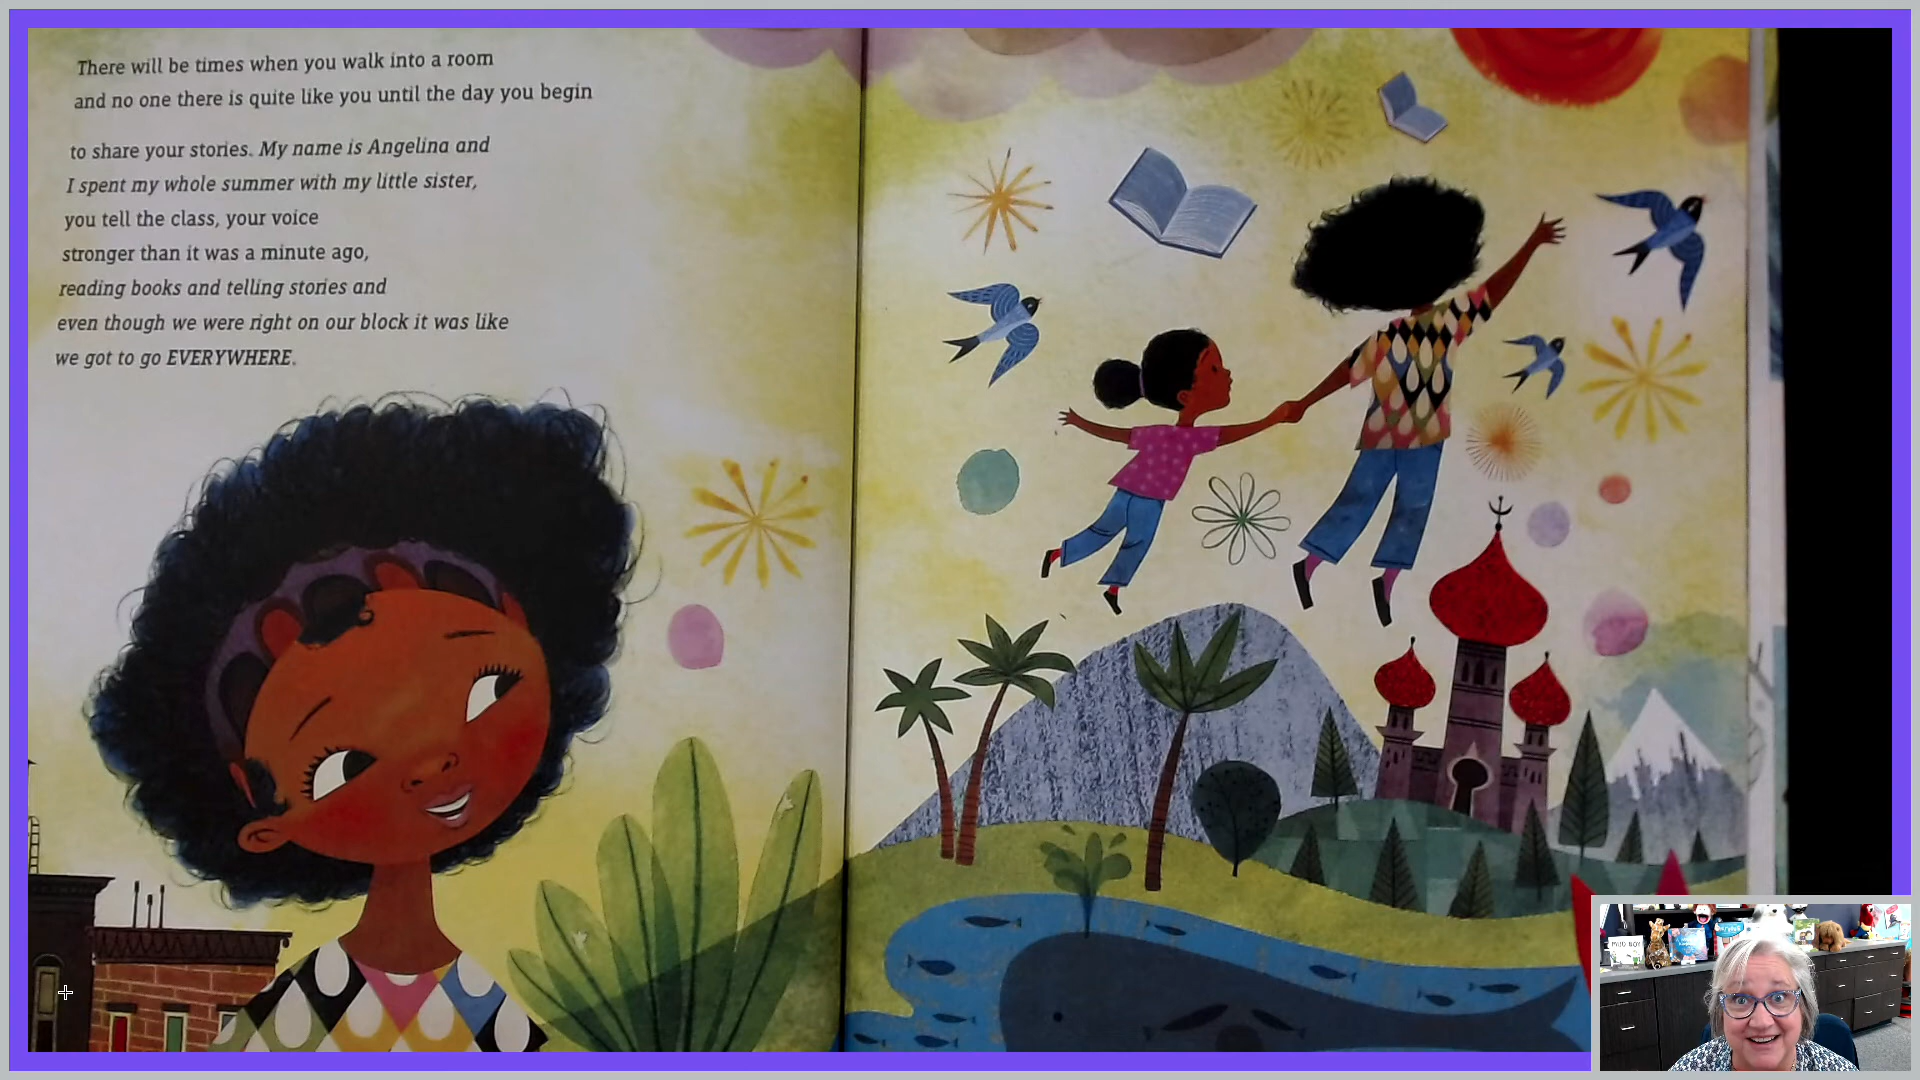 There will be times when you walk into a room
and no one there is quite like you until the day you begin
to share your stories. My name is Angelina and
I spent my whole summer with my little sister,
you tell the class, your voice
stronger than it was a minute ago,
reading books and telling stories and
even though we were right on our block it was like
we got to go EVERYWHERE.